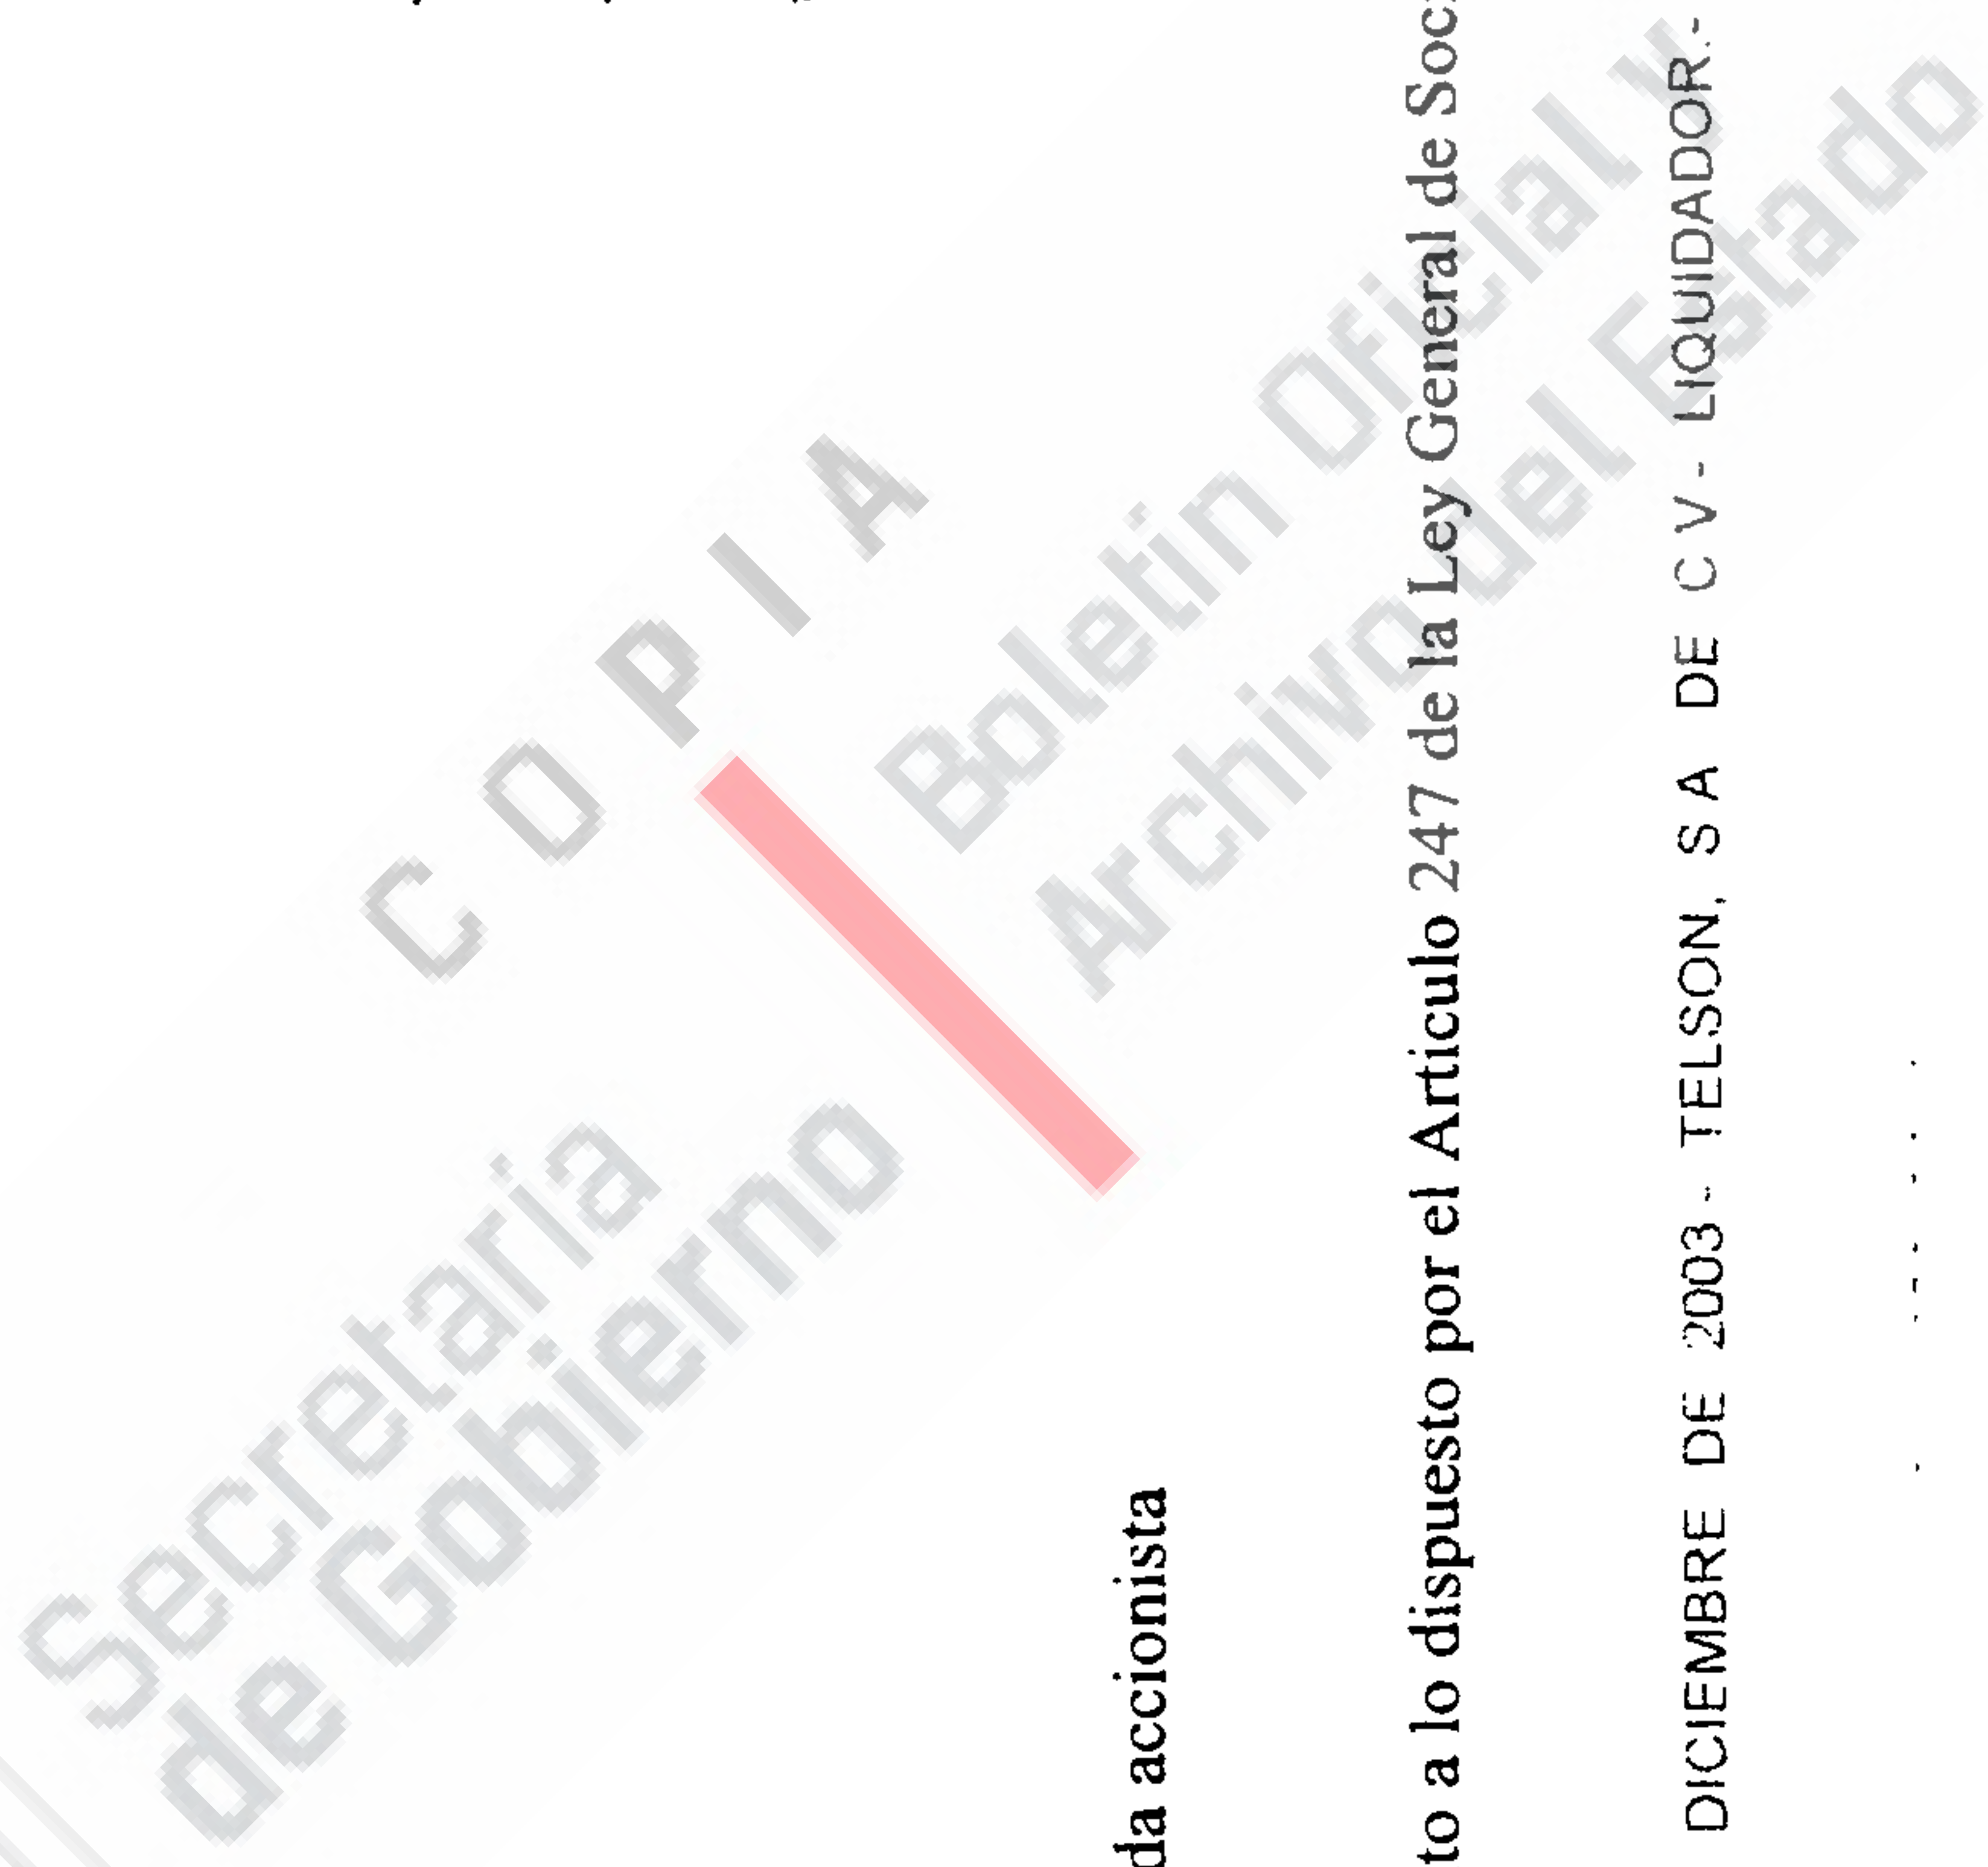 da accionista
to a lo dispuesto por el Articulo 247 de la Ley General de Soc
DICIEMBRE DE 2003 - TELSON, S A DE C V - LIQUIDADOR.-
C O P I A
Secretaria
de Gobierno
Boletin Oficial y
Archivo del Estado